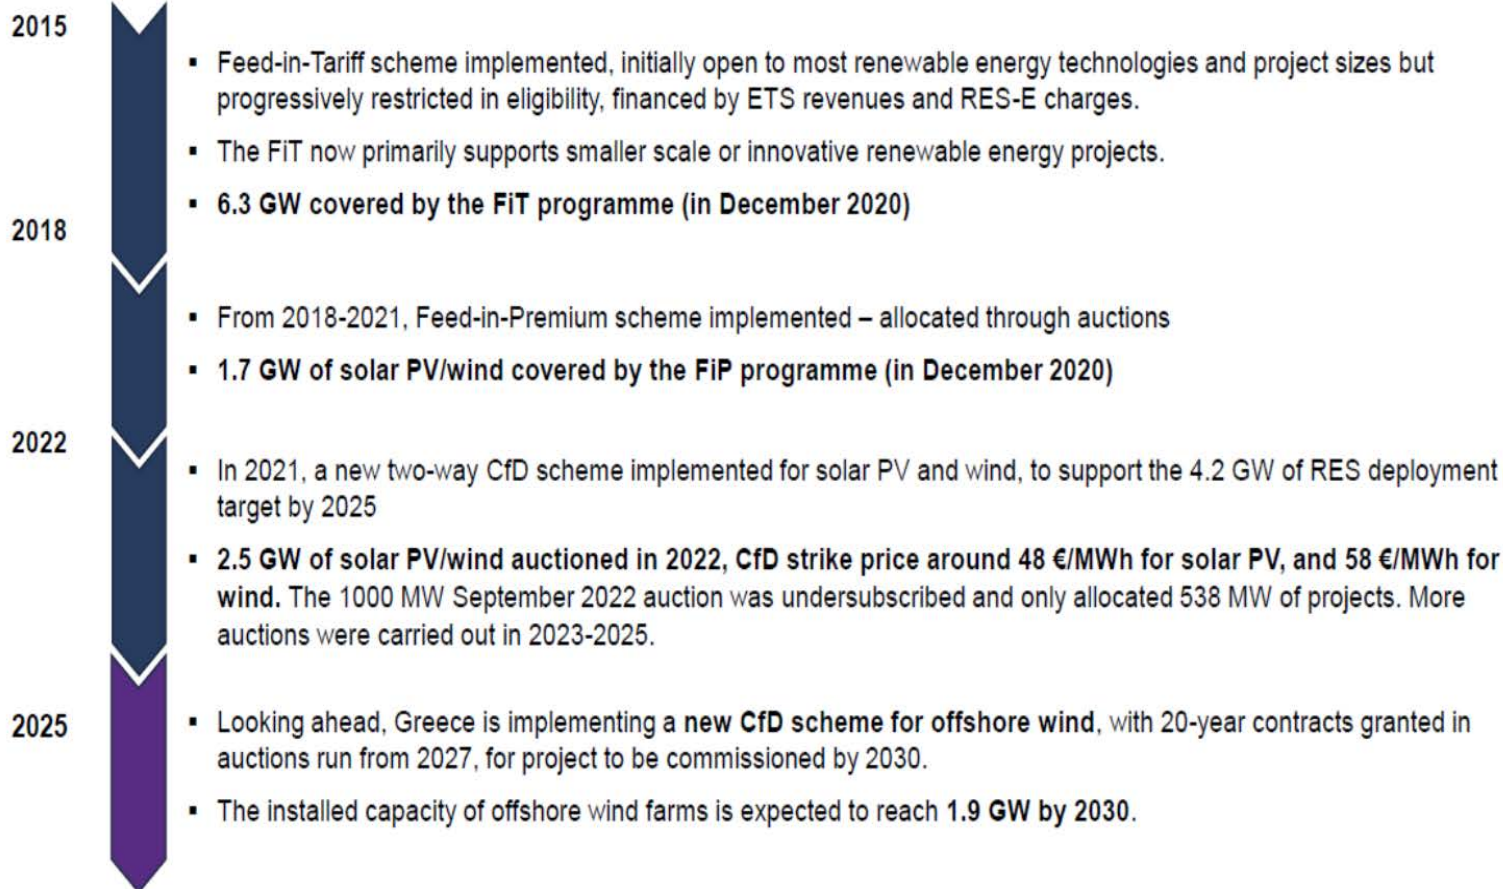 2015
▪ Feed-in-Tariff scheme implemented, initially open to most renewable energy technologies and project sizes but
progressively restricted in eligibility, financed by ETS revenues and RES-E charges.
▪ The FiT now primarily supports smaller scale or innovative renewable energy projects.
▪ 6.3 GW covered by the FiT programme (in December 2020)
2018
▪ From 2018-2021, Feed-in-Premium scheme implemented – allocated through auctions
▪ 1.7 GW of solar PV/wind covered by the FiP programme (in December 2020)
2022
▪ In 2021, a new two-way CfD scheme implemented for solar PV and wind, to support the 4.2 GW of RES deployment
target by 2025
▪ 2.5 GW of solar PV/wind auctioned in 2022, CfD strike price around 48 €/MWh for solar PV, and 58 €/MWh for
wind. The 1000 MW September 2022 auction was undersubscribed and only allocated 538 MW of projects. More
auctions were carried out in 2023-2025.
2025
▪ Looking ahead, Greece is implementing a new CfD scheme for offshore wind, with 20-year contracts granted in
auctions run from 2027, for project to be commissioned by 2030.
▪ The installed capacity of offshore wind farms is expected to reach 1.9 GW by 2030.